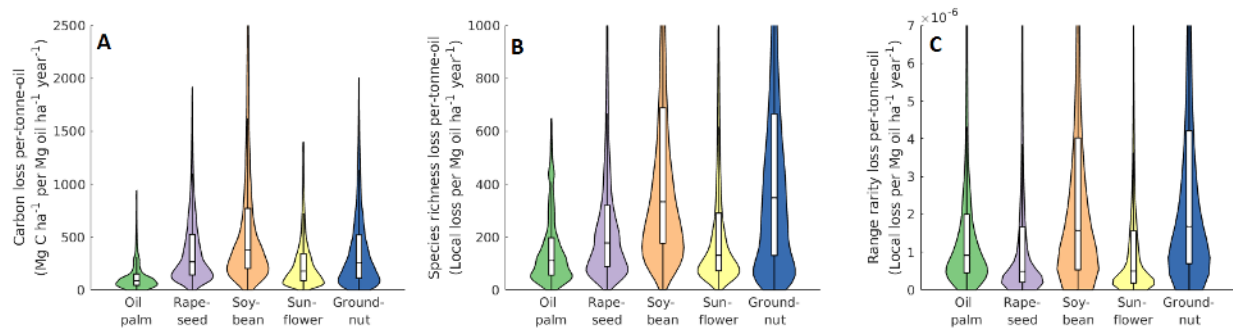 A
Carbon loss per-tonne-oil
(Mg C ha⁻¹ per Mg oil ha⁻¹ year⁻¹)
2500
2000
1500
1000
500
0
Oil
palm
Rape-
seed
Soy-
bean
Sun-
flower
Ground-
nut
B
Species richness loss per-tonne-oil
(Local loss per Mg oil ha⁻¹ year¹)
1000
800
600
400
200
0
Oil
palm
Rape-
seed
Soy-
bean
Sun-
flower
Ground-
nut
C
Range rarity loss per-tonne-oil
(Local loss per Mg oil ha⁻¹ year⁻¹)
×10⁻⁶
7
6
5
4
3
2
1
0
Oil
palm
Rape-
seed
Soy-
bean
Sun-
flower
Ground-
nut